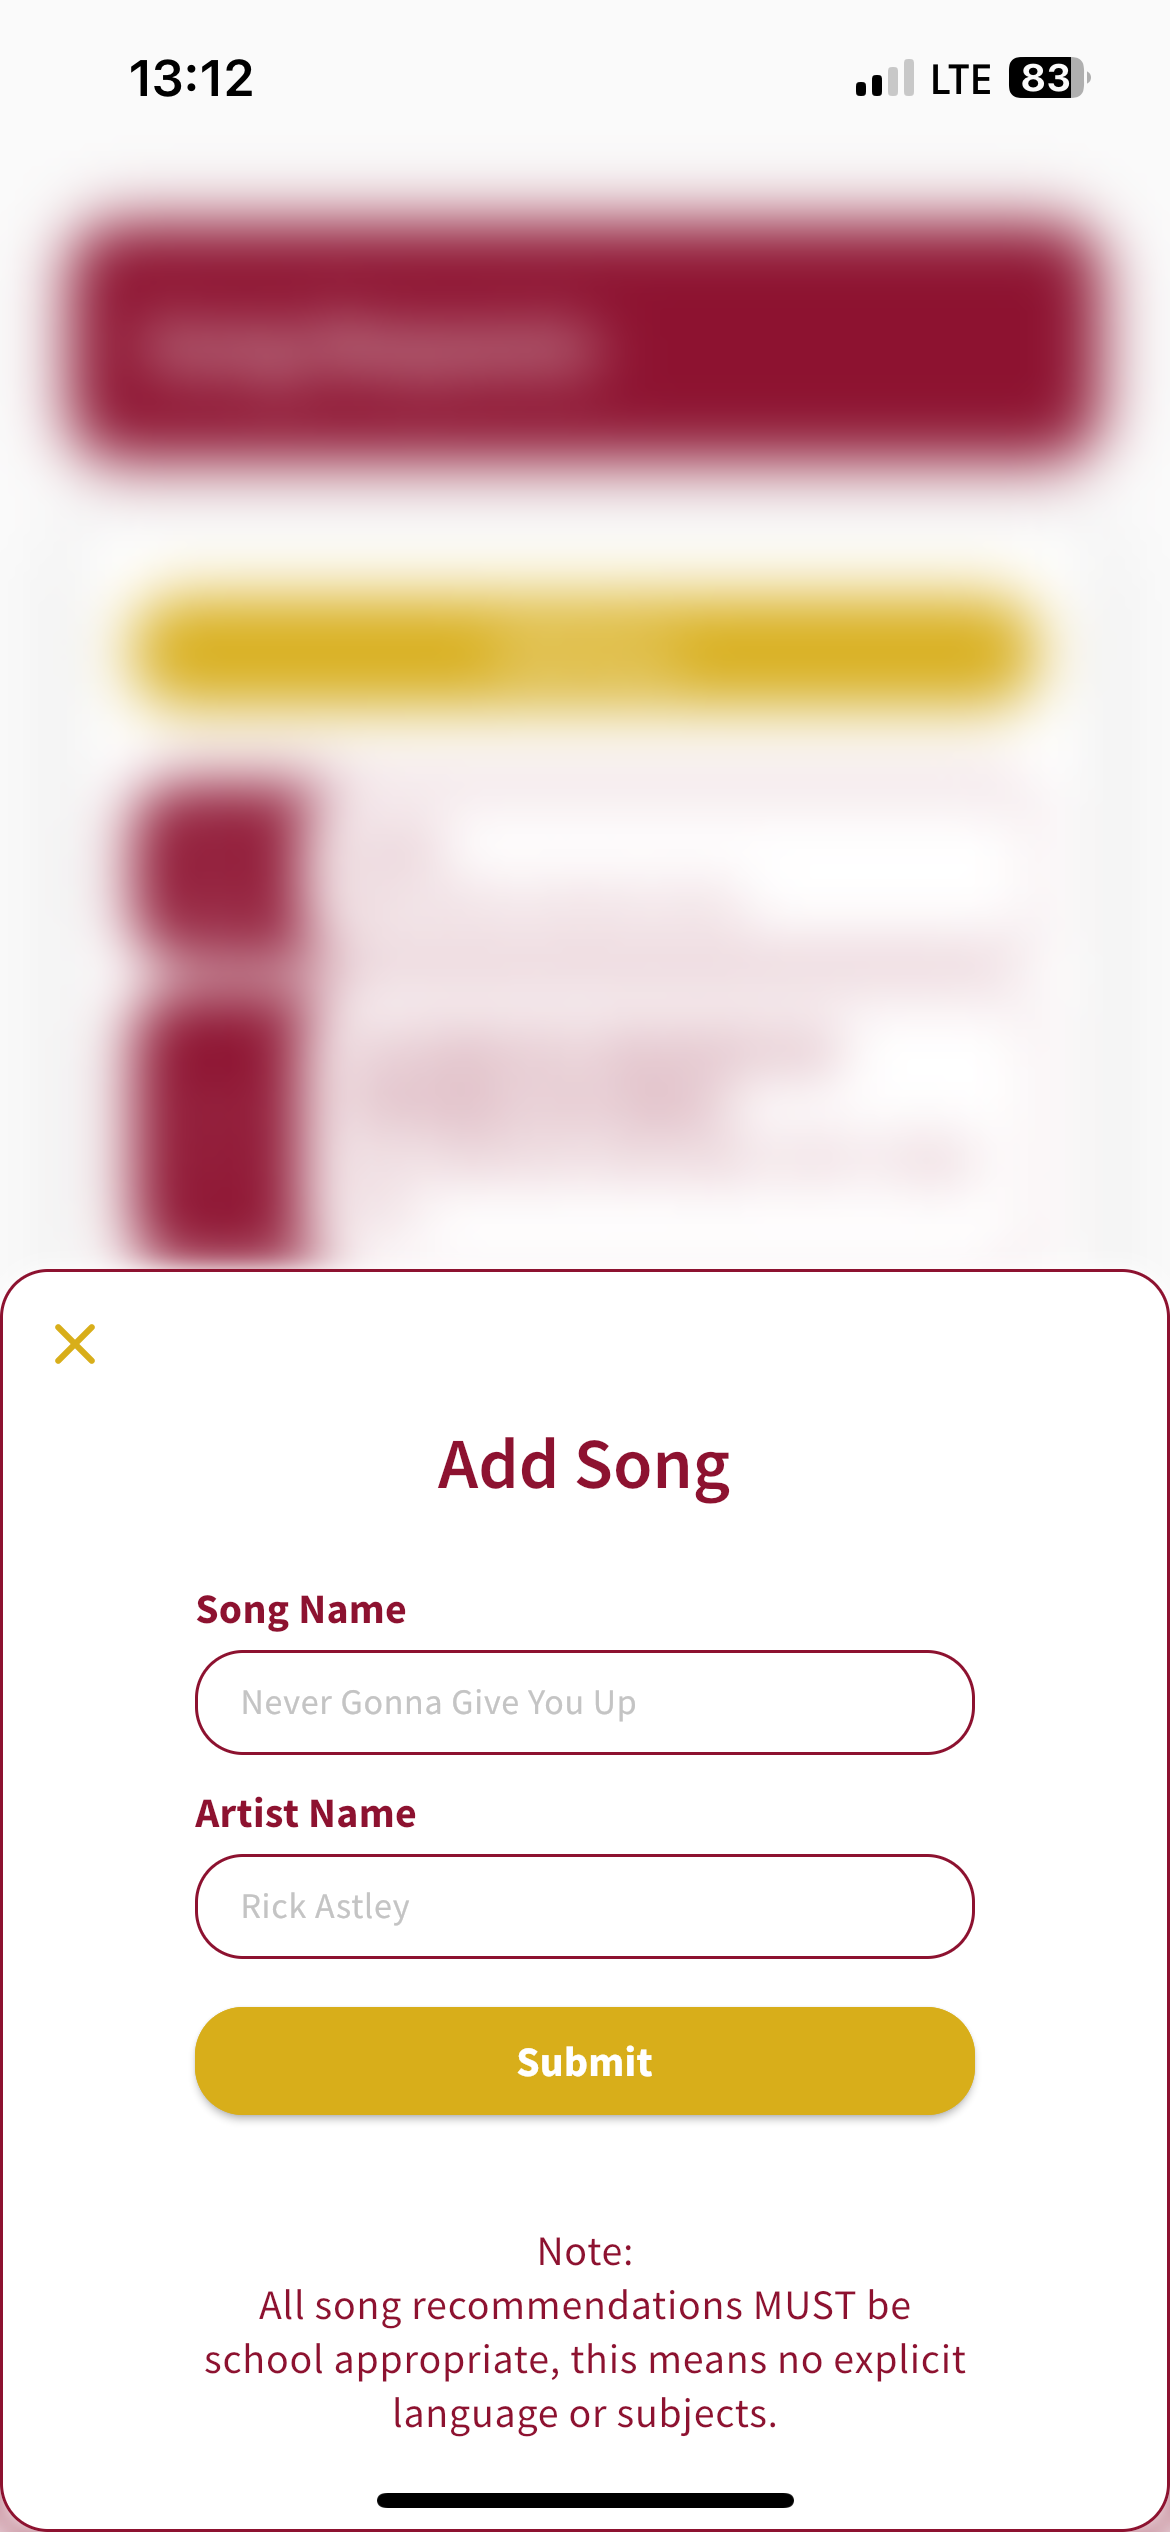 13:12
LTE
83
Add Song
Song Name
Never Gonna Give You Up
Artist Name
Rick Astley
Submit
Note:
All song recommendations MUST be
school appropriate, this means no explicit
language or subjects.